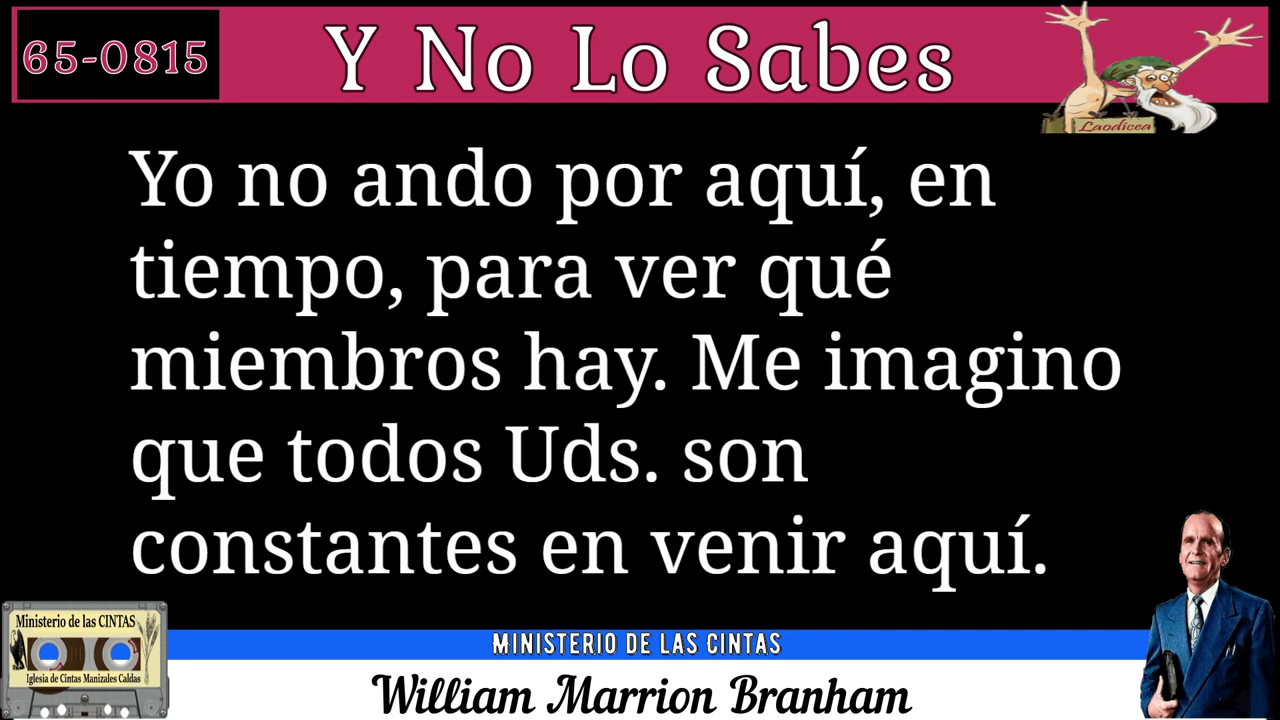 65-0815
Y No Lo Sabes
Laodicea
Yo no ando por aquí, en
tiempo, para ver qué
miembros hay. Me imagino
que todos Uds. son
constantes en venir aquí.
Ministerio de las CINTAS
Iglesia de Cintas Manizales Caldas
MINISTERIO DE LAS CINTAS
William Marrion Branham